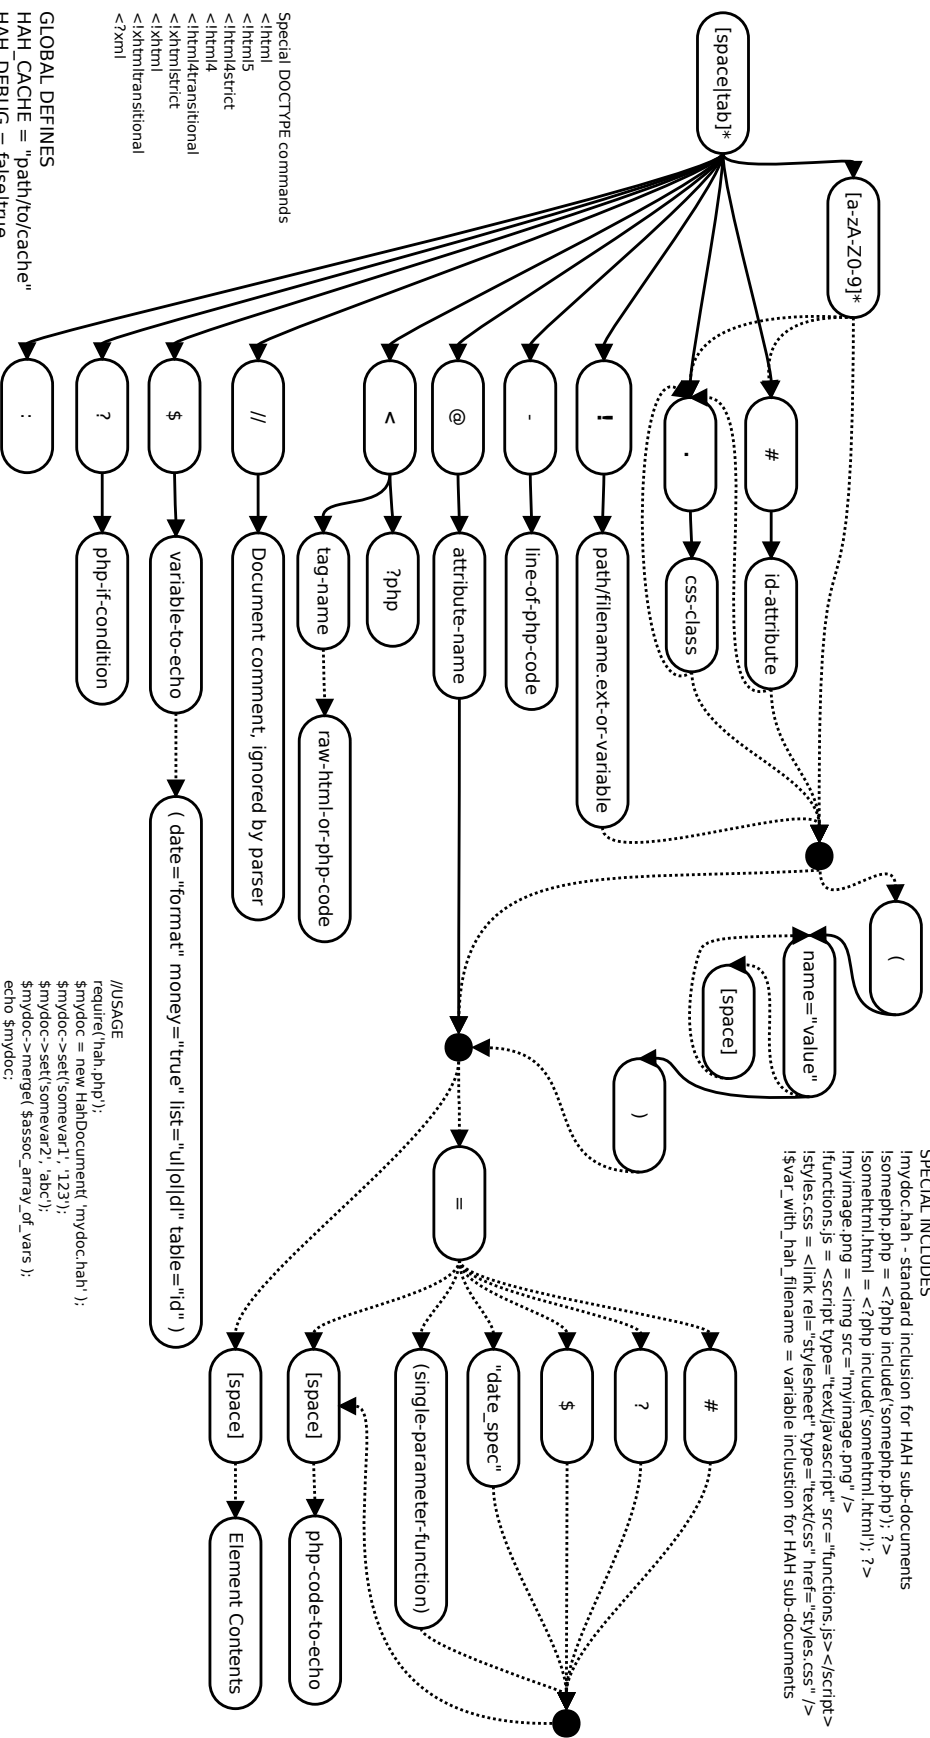 SPECIAL INCLUDES
!mydoc.hah - standard inclusion for HAH sub-documents
!somephp.php = <?php include('somephp.php'); ?>
!somehtml.html = <?php include('somehtml.html'); ?>
!myimage.png = <img src="myimage.png" />
!functions.js = <script type="text/javascript" src="functions.js></script>
!styles.css = <link rel="stylesheet" type="text/css" href="styles.css" />
!$var_with_hah_filename = variable inclustion for HAH sub-documents
[space|tab]*
[a-zA-Z0-9]*
(
name="value"
[space]
)
#
id-attribute
.
css-class
!
path/filename.ext-or-variable
-
line-of-php-code
@
attribute-name
=
#
?
$
"date_spec"
(single-parameter-function)
[space]
php-code-to-echo
[space]
Element Contents
<
?php
tag-name
raw-html-or-php-code
//
Document comment, ignored by parser
$
variable-to-echo
( date="format" money="true" list="ul|ol|dl" table="id" )
?
php-if-condition
:
Special DOCTYPE commands
<!html
<!html5
<!html4strict
<!html4
<!html4transitional
<!xhtmlstrict
<!xhtml
<!xhtmltransitional
<?xml
GLOBAL DEFINES
HAH_CACHE = "path/to/cache"
HAH_DEBUG = false|true
//USAGE
require('hah.php');
$mydoc = new HahDocument( 'mydoc.hah' );
$mydoc->set('somevar1', '123');
$mydoc->set('somevar2', 'abc');
$mydoc->merge( $assoc_array_of_vars );
echo $mydoc;